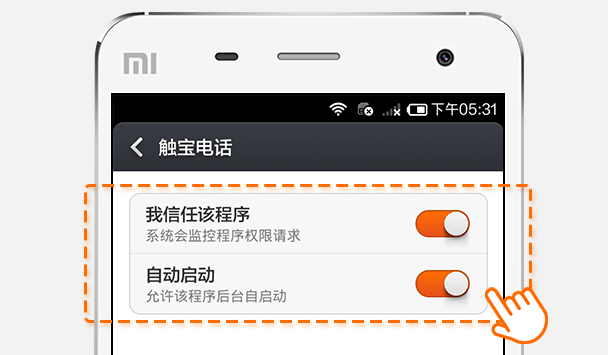 MI
下午05:31
触宝电话
我信任该程序
系统会监控程序权限请求
自动启动
允许该程序后台自启动